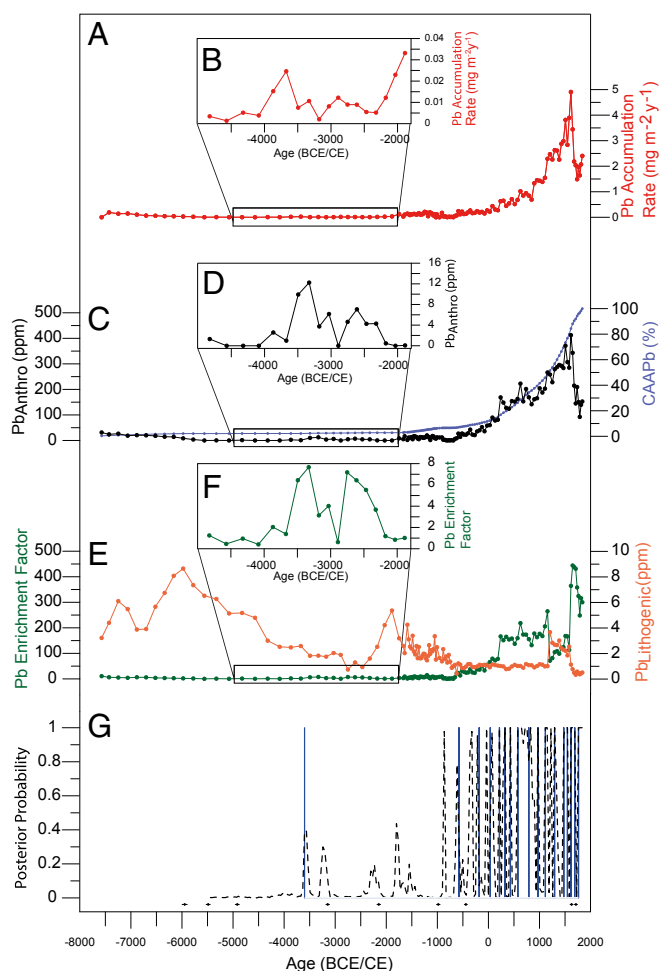 A
B
0.04
0.03
0.02
0.01
0
Pb Accumulation
Rate (mg m-2y-1)
-4000 -3000 -2000
Age (BCE/CE)
5
4
3
2
1
0
Pb Accumulation
Rate (mg m-2 y-1)
C
D
16
12
8
4
0
PbAnthro (ppm)
-4000 -3000 -2000
Age (BCE/CE)
500
400
300
200
100
0
PbAnthro (ppm)
100
80
60
40
20
0
CAAPb (%)
E
F
8
6
4
2
0
Pb Enrichment
Factor
-4000 -3000 -2000
Age (BCE/CE)
500
400
300
200
100
0
Pb Enrichment Factor
10
8
6
4
2
0
PbLithogenic(ppm)
G
1
0.8
0.6
0.4
0.2
0
Posterior Probability
-8000 -7000 -6000 -5000 -4000 -3000 -2000 -1000 0 1000 2000
Age (BCE/CE)